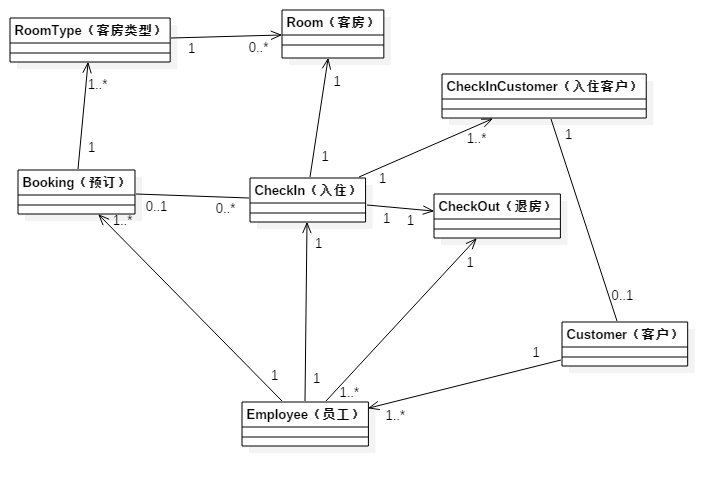 RoomType（客房类型）
Room（客房）
1
0..*
1..*
1
CheckInCustomer（入住客户）
1..*
1
1
1
1
Booking（预订）
CheckIn（入住）
0..1
0..*
CheckOut（退房）
1
1
1..*
1
1
0..1
Customer（客户）
1
1
1
1..*
1..*
Employee（员工）